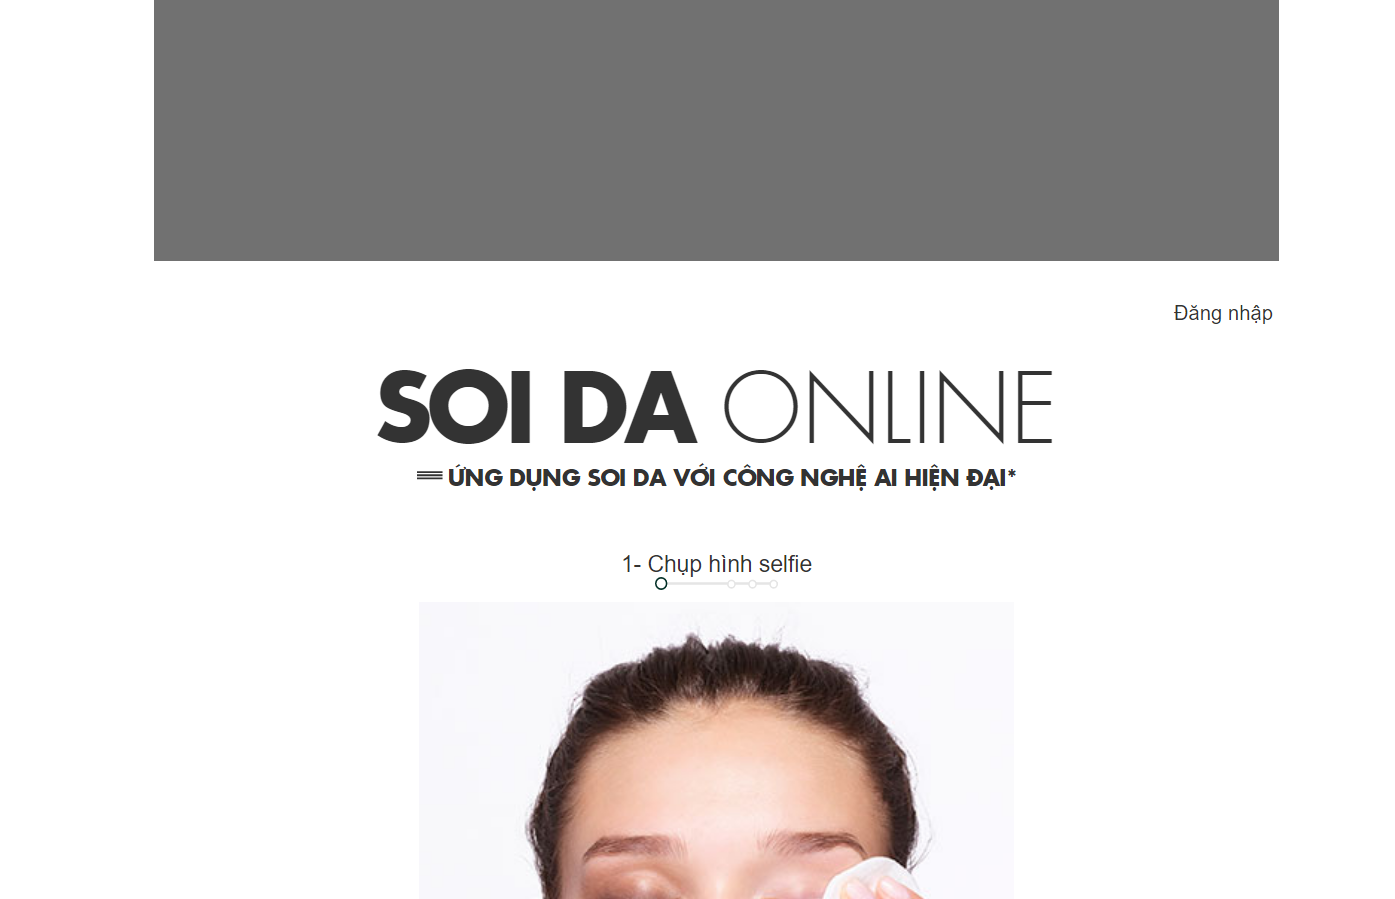 Đăng nhập
SOI DA ONLINE
ỨNG DỤNG SOI DA VỚI CÔNG NGHỆ AI HIỆN ĐẠI*
1- Chụp hình selfie